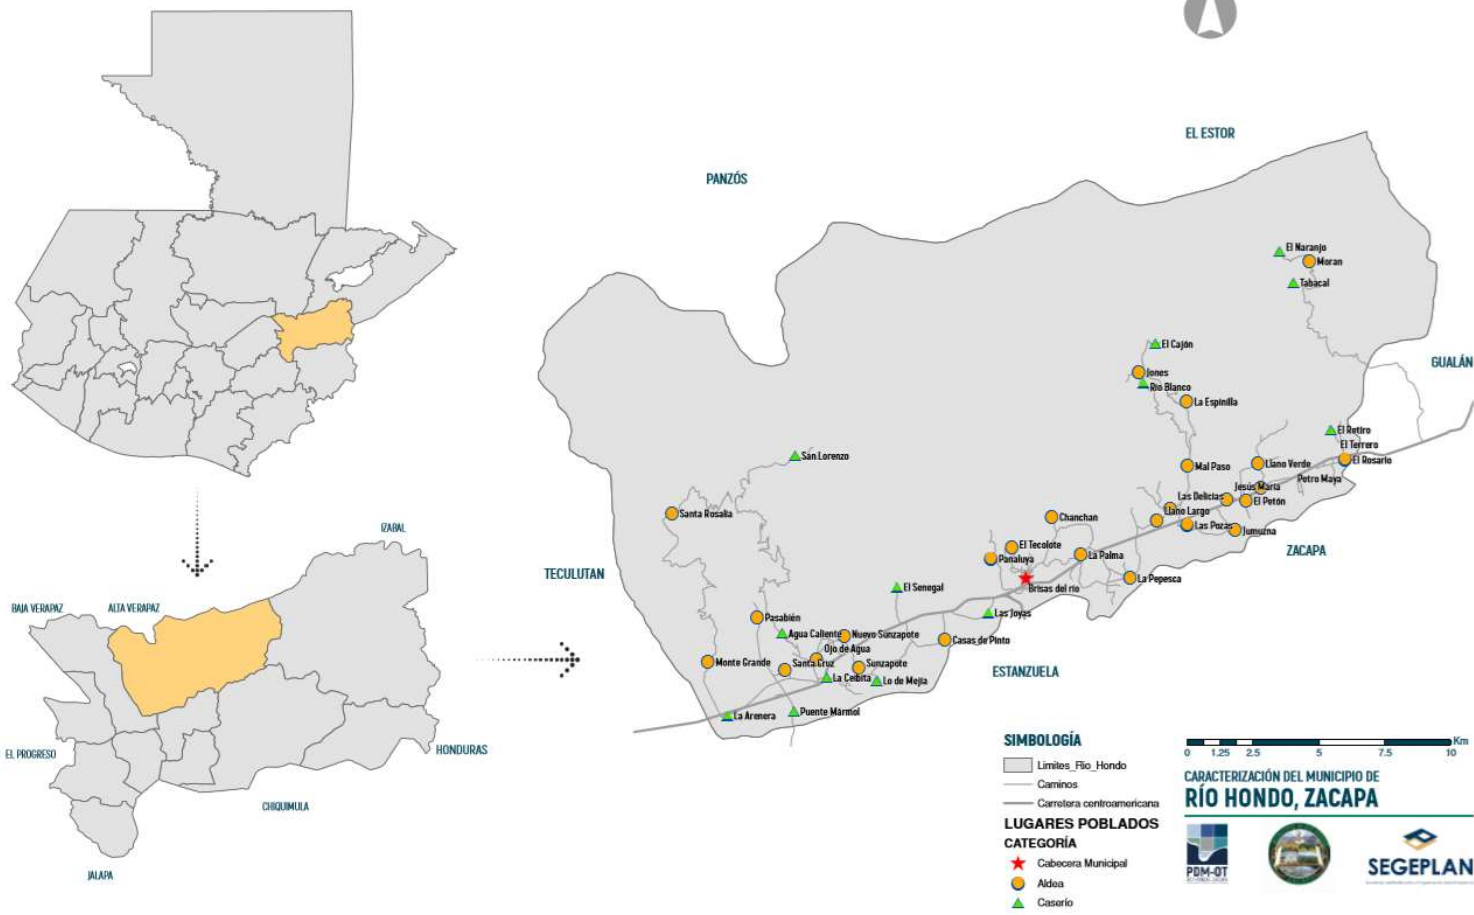 EL ESTOR
PANZÓS
El Naranjo
Moran
Tabacal
El Cajón
GUALÁN
Jones
Río Blanco
La Espinilla
El Retiro
El Terrero
San Lorenzo
El Rosario
Mal Paso
Llano Verde
Potro Maya
Jesús María
Las Delicias
El Petón
Santa Rosalia
Llano Largo
Chanchan
Las Pozas
Jumuzna
El Tecolote
ZACAPA
Panaluya
La Palma
TECULUTAN
La Pepesca
El Senegal
Brisas del río
Las Joyas
Pasabién
Agua Caliente
Nuevo Sunzapote
Casas de Pinto
Ojo de Agua
Monte Grande
Santa Cruz
Sunzapote
ESTANZUELA
La Ceibita
Lo de Mejía
La Arenera
Puente Mármol
IZABAL
BAJA VERAPAZ
ALTA VERAPAZ
EL PROGRESO
HONDURAS
CHIQUIMULA
JALAPA
SIMBOLOGÍA
Limites_Rio_Hondo
Caminos
Carretera centroamericana
LUGARES POBLADOS
CATEGORÍA
Cabecera Municipal
Aldea
Caserío
Km
0 1.25 2.5 5 7.5 10
CARACTERIZACIÓN DEL MUNICIPIO DE
RÍO HONDO, ZACAPA
PDM-OT
SEGEPLAN